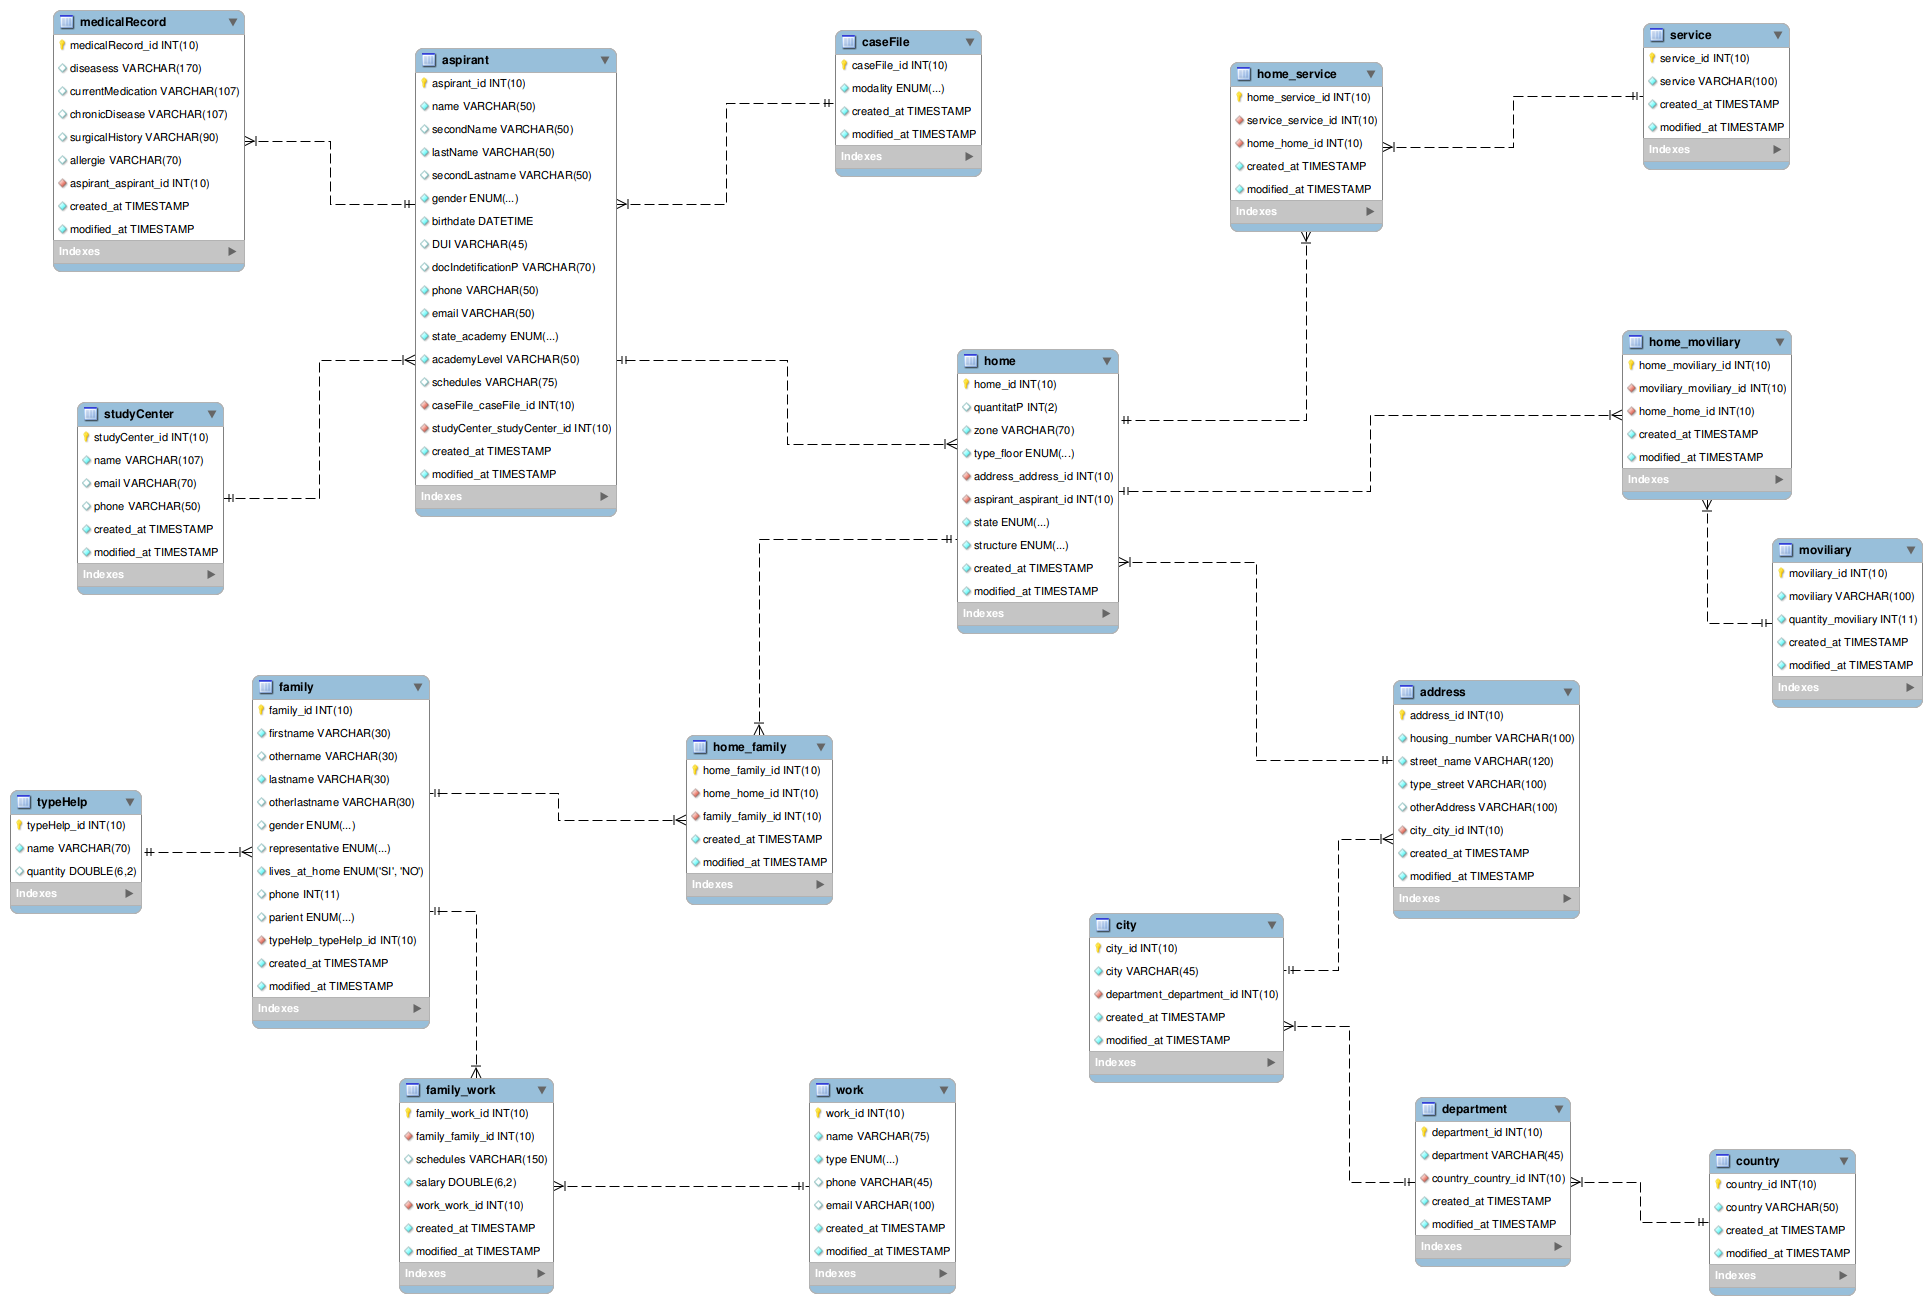 medicalRecord
medicalRecord_id INT(10)
diseasess VARCHAR(170)
currentMedication VARCHAR(107)
chronicDisease VARCHAR(107)
surgicalHistory VARCHAR(90)
allergie VARCHAR(70)
aspirant_aspirant_id INT(10)
created_at TIMESTAMP
modified_at TIMESTAMP
Indexes
aspirant
aspirant_id INT(10)
name VARCHAR(50)
secondName VARCHAR(50)
lastName VARCHAR(50)
secondLastname VARCHAR(50)
gender ENUM(...)
birthdate DATETIME
DUI VARCHAR(45)
docIndetificationP VARCHAR(70)
phone VARCHAR(50)
email VARCHAR(50)
state_academy ENUM(...)
academyLevel VARCHAR(50)
schedules VARCHAR(75)
caseFile_caseFile_id INT(10)
studyCenter_studyCenter_id INT(10)
created_at TIMESTAMP
modified_at TIMESTAMP
Indexes
caseFile
caseFile_id INT(10)
modality ENUM(...)
created_at TIMESTAMP
modified_at TIMESTAMP
Indexes
home_service
home_service_id INT(10)
service_service_id INT(10)
home_home_id INT(10)
created_at TIMESTAMP
modified_at TIMESTAMP
Indexes
service
service_id INT(10)
service VARCHAR(100)
created_at TIMESTAMP
modified_at TIMESTAMP
Indexes
studyCenter
studyCenter_id INT(10)
name VARCHAR(107)
email VARCHAR(70)
phone VARCHAR(50)
created_at TIMESTAMP
modified_at TIMESTAMP
Indexes
home
home_id INT(10)
quantitatP INT(2)
zone VARCHAR(70)
type_floor ENUM(...)
address_address_id INT(10)
aspirant_aspirant_id INT(10)
state ENUM(...)
structure ENUM(...)
created_at TIMESTAMP
modified_at TIMESTAMP
Indexes
home_moviliary
home_moviliary_id INT(10)
moviliary_moviliary_id INT(10)
home_home_id INT(10)
created_at TIMESTAMP
modified_at TIMESTAMP
Indexes
moviliary
moviliary_id INT(10)
moviliary VARCHAR(100)
quantity_moviliary INT(11)
created_at TIMESTAMP
modified_at TIMESTAMP
Indexes
family
family_id INT(10)
firstname VARCHAR(30)
othername VARCHAR(30)
lastname VARCHAR(30)
otherlastname VARCHAR(30)
gender ENUM(...)
representative ENUM(...)
lives_at_home ENUM('SI', 'NO')
phone INT(11)
parient ENUM(...)
typeHelp_typeHelp_id INT(10)
created_at TIMESTAMP
modified_at TIMESTAMP
Indexes
typeHelp
typeHelp_id INT(10)
name VARCHAR(70)
quantity DOUBLE(6,2)
Indexes
home_family
home_family_id INT(10)
home_home_id INT(10)
family_family_id INT(10)
created_at TIMESTAMP
modified_at TIMESTAMP
Indexes
address
address_id INT(10)
housing_number VARCHAR(100)
street_name VARCHAR(120)
type_street VARCHAR(100)
otherAddress VARCHAR(100)
city_city_id INT(10)
created_at TIMESTAMP
modified_at TIMESTAMP
Indexes
city
city_id INT(10)
city VARCHAR(45)
department_department_id INT(10)
created_at TIMESTAMP
modified_at TIMESTAMP
Indexes
family_work
family_work_id INT(10)
family_family_id INT(10)
schedules VARCHAR(150)
salary DOUBLE(6,2)
work_work_id INT(10)
created_at TIMESTAMP
modified_at TIMESTAMP
Indexes
work
work_id INT(10)
name VARCHAR(75)
type ENUM(...)
phone VARCHAR(45)
email VARCHAR(100)
created_at TIMESTAMP
modified_at TIMESTAMP
Indexes
department
department_id INT(10)
department VARCHAR(45)
country_country_id INT(10)
created_at TIMESTAMP
modified_at TIMESTAMP
Indexes
country
country_id INT(10)
country VARCHAR(50)
created_at TIMESTAMP
modified_at TIMESTAMP
Indexes